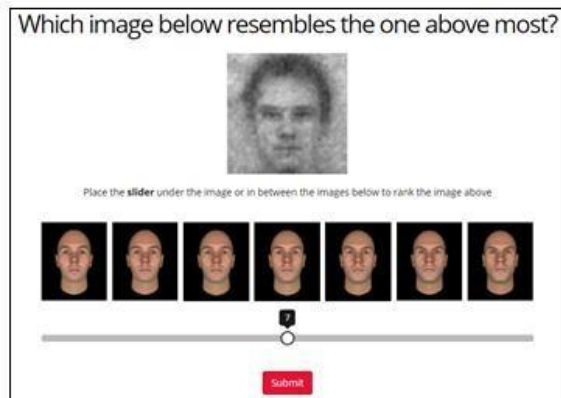 Which image below resembles the one above most?
Place the slider under the image or in between the images below to rank the image above
7
Submit